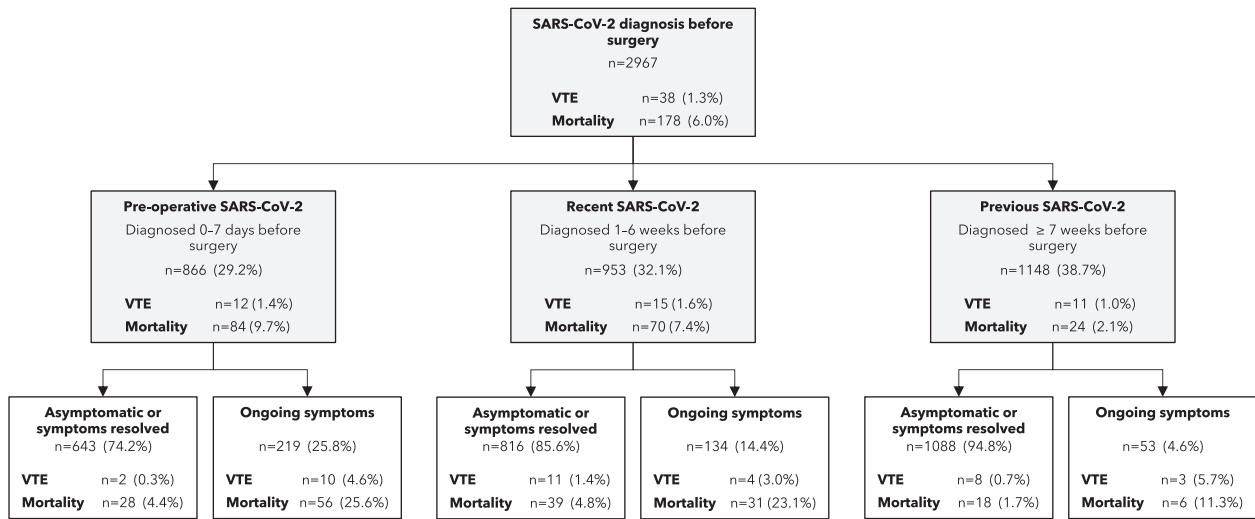 SARS-CoV-2 diagnosis before
surgery
n=2967
VTE n=38 (1.3%)
Mortality n=178 (6.0%)
Pre-operative SARS-CoV-2
Diagnosed 0–7 days before
surgery
n=866 (29.2%)
VTE n=12 (1.4%)
Mortality n=84 (9.7%)
Recent SARS-CoV-2
Diagnosed 1–6 weeks before
surgery
n=953 (32.1%)
VTE n=15 (1.6%)
Mortality n=70 (7.4%)
Previous SARS-CoV-2
Diagnosed ≥ 7 weeks before
surgery
n=1148 (38.7%)
VTE n=11 (1.0%)
Mortality n=24 (2.1%)
Asymptomatic or
symptoms resolved
n=643 (74.2%)
VTE n=2 (0.3%)
Mortality n=28 (4.4%)
Ongoing symptoms
n=219 (25.8%)
VTE n=10 (4.6%)
Mortality n=56 (25.6%)
Asymptomatic or
symptoms resolved
n=816 (85.6%)
VTE n=11 (1.4%)
Mortality n=39 (4.8%)
Ongoing symptoms
n=134 (14.4%)
VTE n=4 (3.0%)
Mortality n=31 (23.1%)
Asymptomatic or
symptoms resolved
n=1088 (94.8%)
VTE n=8 (0.7%)
Mortality n=18 (1.7%)
Ongoing symptoms
n=53 (4.6%)
VTE n=3 (5.7%)
Mortality n=6 (11.3%)